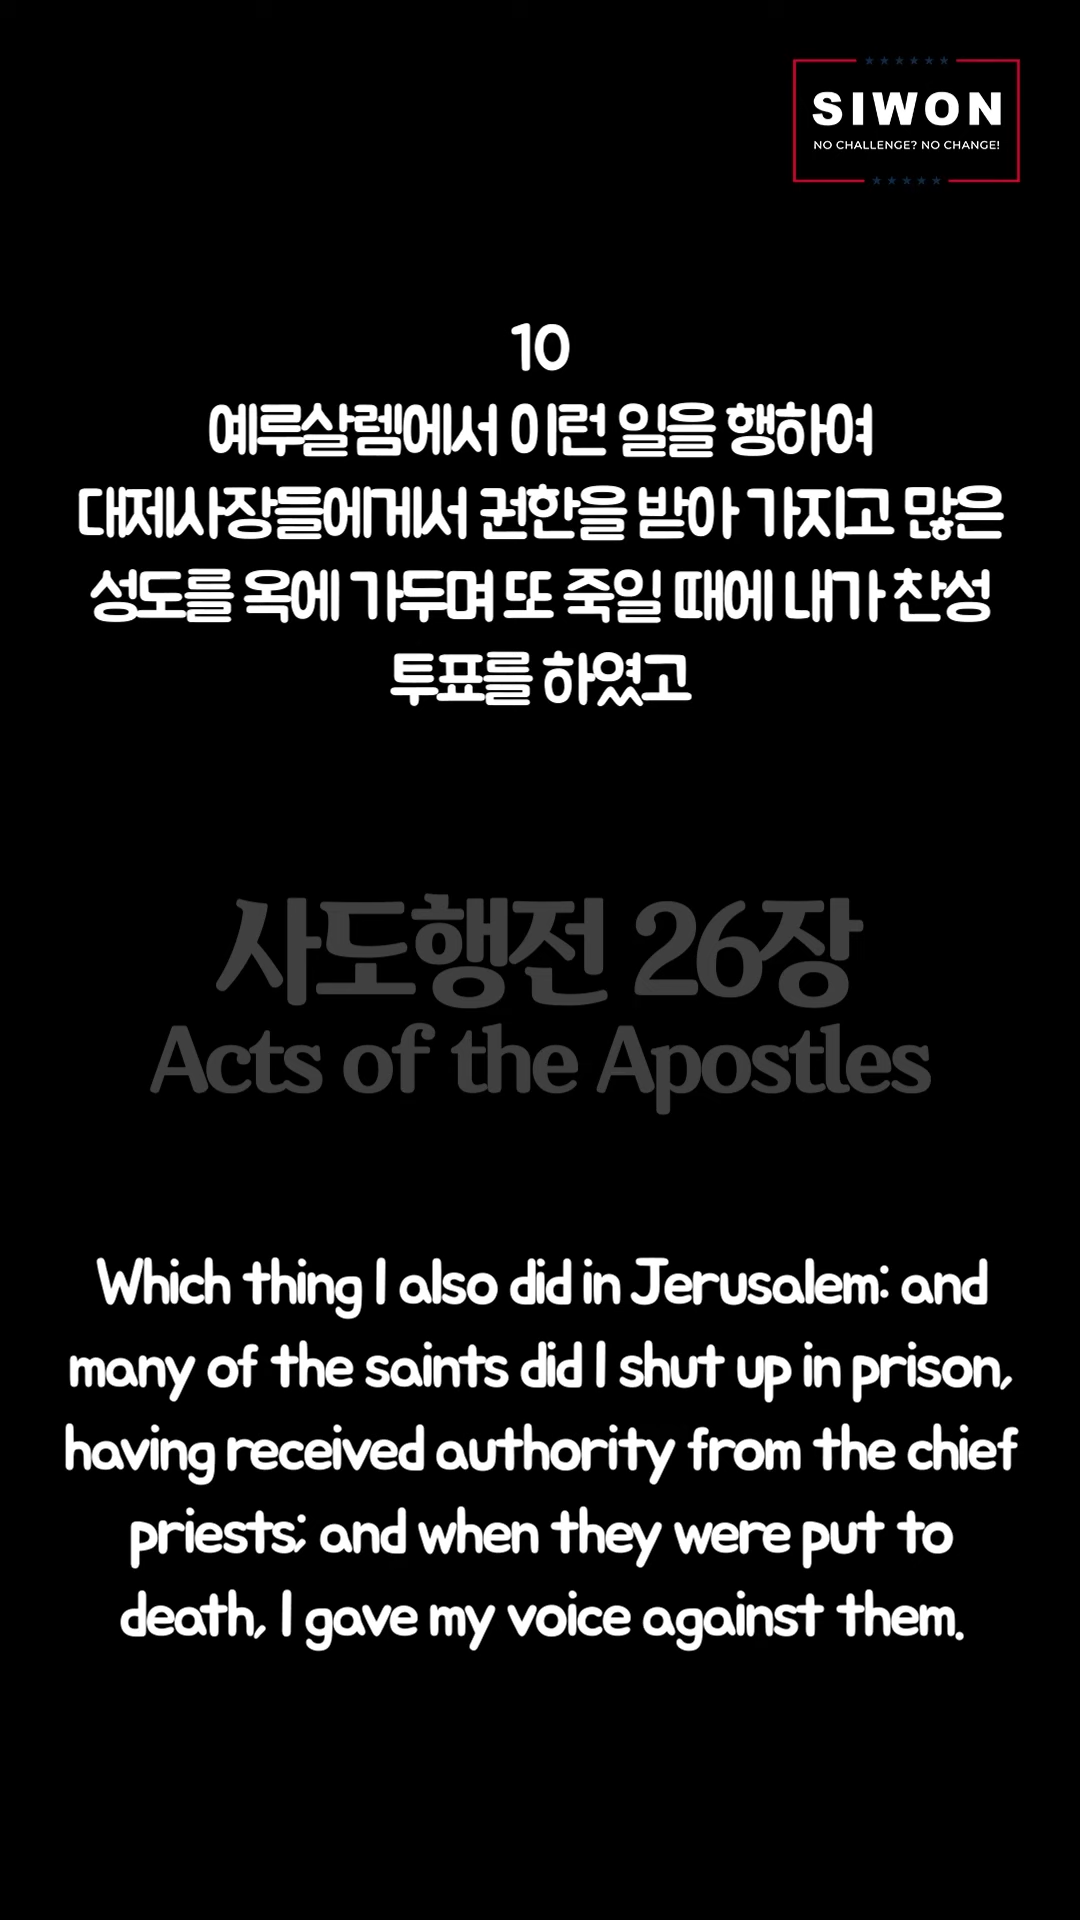 SIWON
NO CHALLENGE? NO CHANGE!
10
예루살렘에서 이런 일을 행하여
대제사장들에게서 권한을 받아 가지고 많은
성도를 옥에 가두며 또 죽일 때에 내가 찬성
투표를 하였고
사도행전 26장
Acts of the Apostles
Which thing I also did in Jerusalem: and
many of the saints did I shut up in prison,
having received authority from the chief
priests; and when they were put to
death, I gave my voice against them.